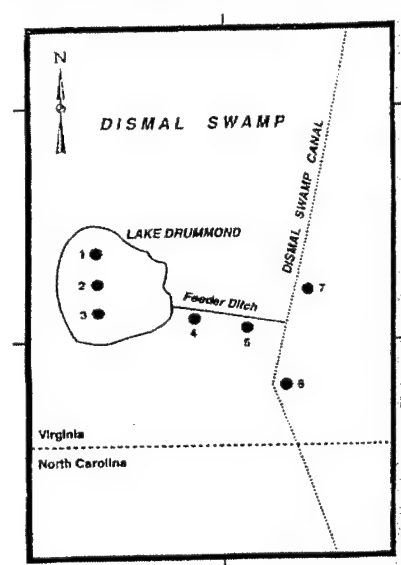 N
DISMAL SWAMP
DISMAL SWAMP CANAL
LAKE DRUMMOND
1
2
3
Feeder Ditch
4
5
7
6
Virginia
North Carolina